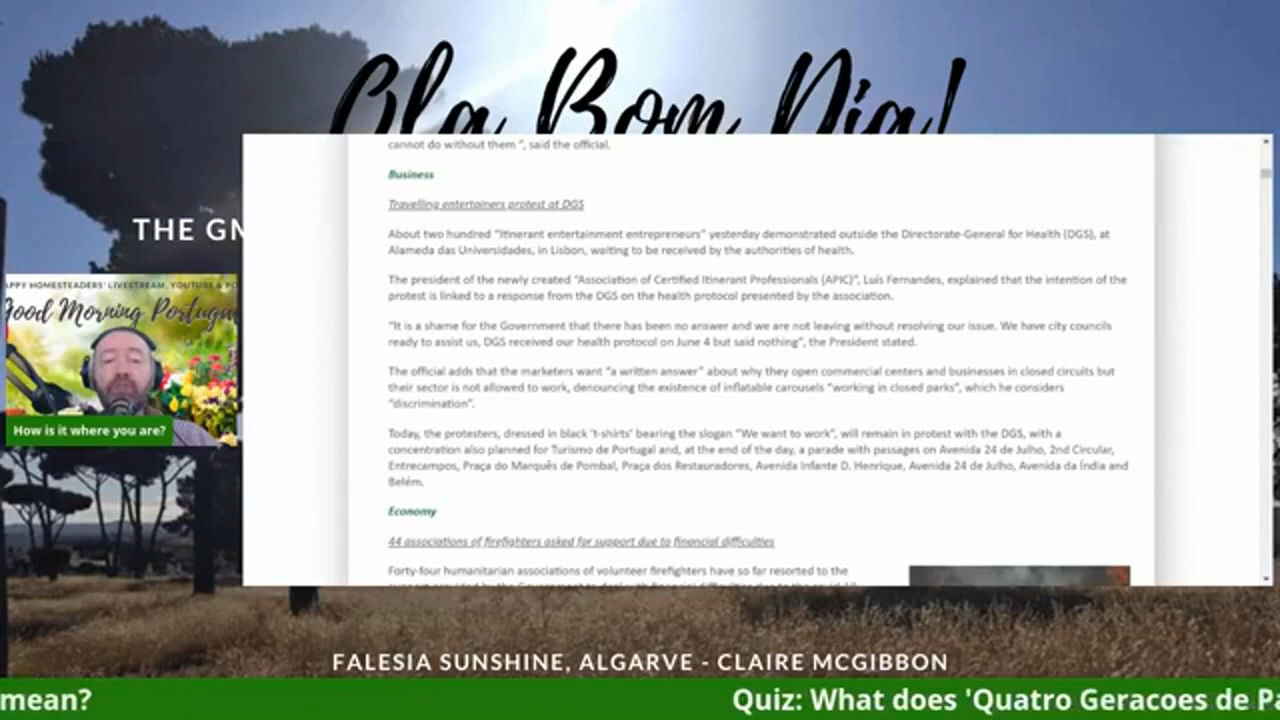 Ola Bom Dia!
cannot do without them ”, said the official.
Business
Travelling entertainers protest at DGS
THE GM
About two hundred “itinerant entertainment entrepreneurs” yesterday demonstrated outside the Directorate-General for Health (DGS), at
Alameda das Universidades, in Lisbon, waiting to be received by the authorities of health.
The president of the newly created “Association of Certified Itinerant Professionals (APIC)”, Luís Fernandes, explained that the intention of the
protest is linked to a response from the DGS on the health protocol presented by the association.
“It is a shame for the Government that there has been no answer and we are not leaving without resolving our issue. We have city councils
ready to assist us, DGS received our health protocol on June 4 but said nothing”, the President stated.
The official adds that the marketers want “a written answer” about why they open commercial centers and businesses in closed circuits but
their sector is not allowed to work, denouncing the existence of inflatable carousels “working in closed parks”, which he considers
“discrimination”.
Today, the protesters, dressed in black ‘t-shirts’ bearing the slogan “We want to work”, will remain in protest with the DGS, with a
concentration also planned for Turismo de Portugal and, at the end of the day, a parade with passages on Avenida 24 de Julho, 2nd Circular,
Entrecampos, Praça do Marquês de Pombal, Praça dos Restauradores, Avenida Infante D. Henrique, Avenida 24 de Julho, Avenida da Índia and
Belém.
Economy
44 associations of firefighters asked for support due to financial difficulties
Forty-four humanitarian associations of volunteer firefighters have so far resorted to the
APPY HOMESTEADERS' LIVESTREAM, YOUTUBE & PO
Good Morning Portuga
How is it where you are?
FALESIA SUNSHINE, ALGARVE - CLAIRE MCGIBBON
mean?
Quiz: What does 'Quatro Geracoes de Pa